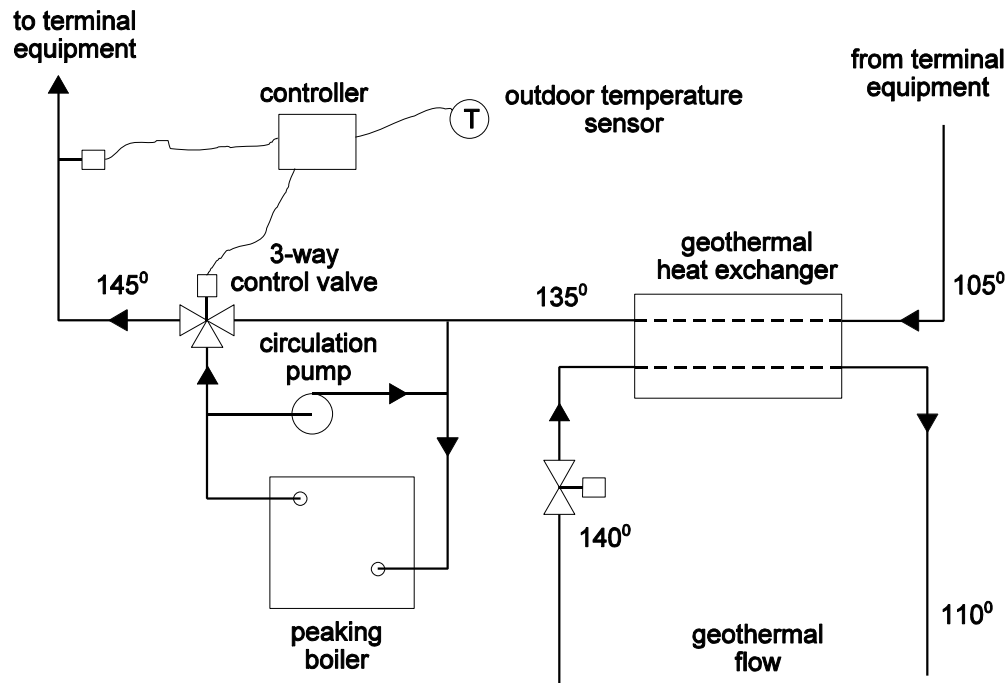 to terminal
equipment
controller
T
outdoor temperature
sensor
from terminal
equipment
3-way
control valve
geothermal
heat exchanger
145⁰
135⁰
105⁰
circulation
pump
140⁰
110⁰
peaking
boiler
geothermal
flow